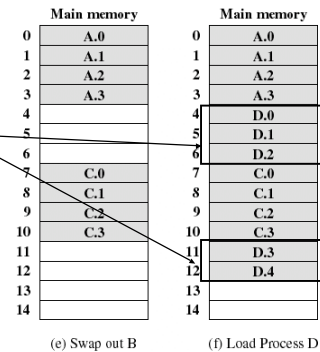 Main memory
0 A.0
1 A.1
2 A.2
3 A.3
4
5
6
7 C.0
8 C.1
9 C.2
10 C.3
11
12
13
14
(e) Swap out B
Main memory
0 A.0
1 A.1
2 A.2
3 A.3
4 D.0
5 D.1
6 D.2
7 C.0
8 C.1
9 C.2
10 C.3
11 D.3
12 D.4
13
14
(f) Load Process D